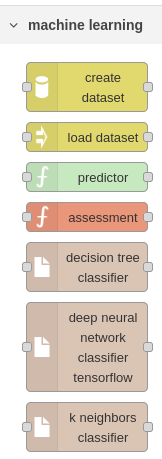 machine learning
create
dataset
load dataset
predictor
assessment
decision tree
classifier
deep neural
network
classifier
tensorflow
k neighbors
classifier